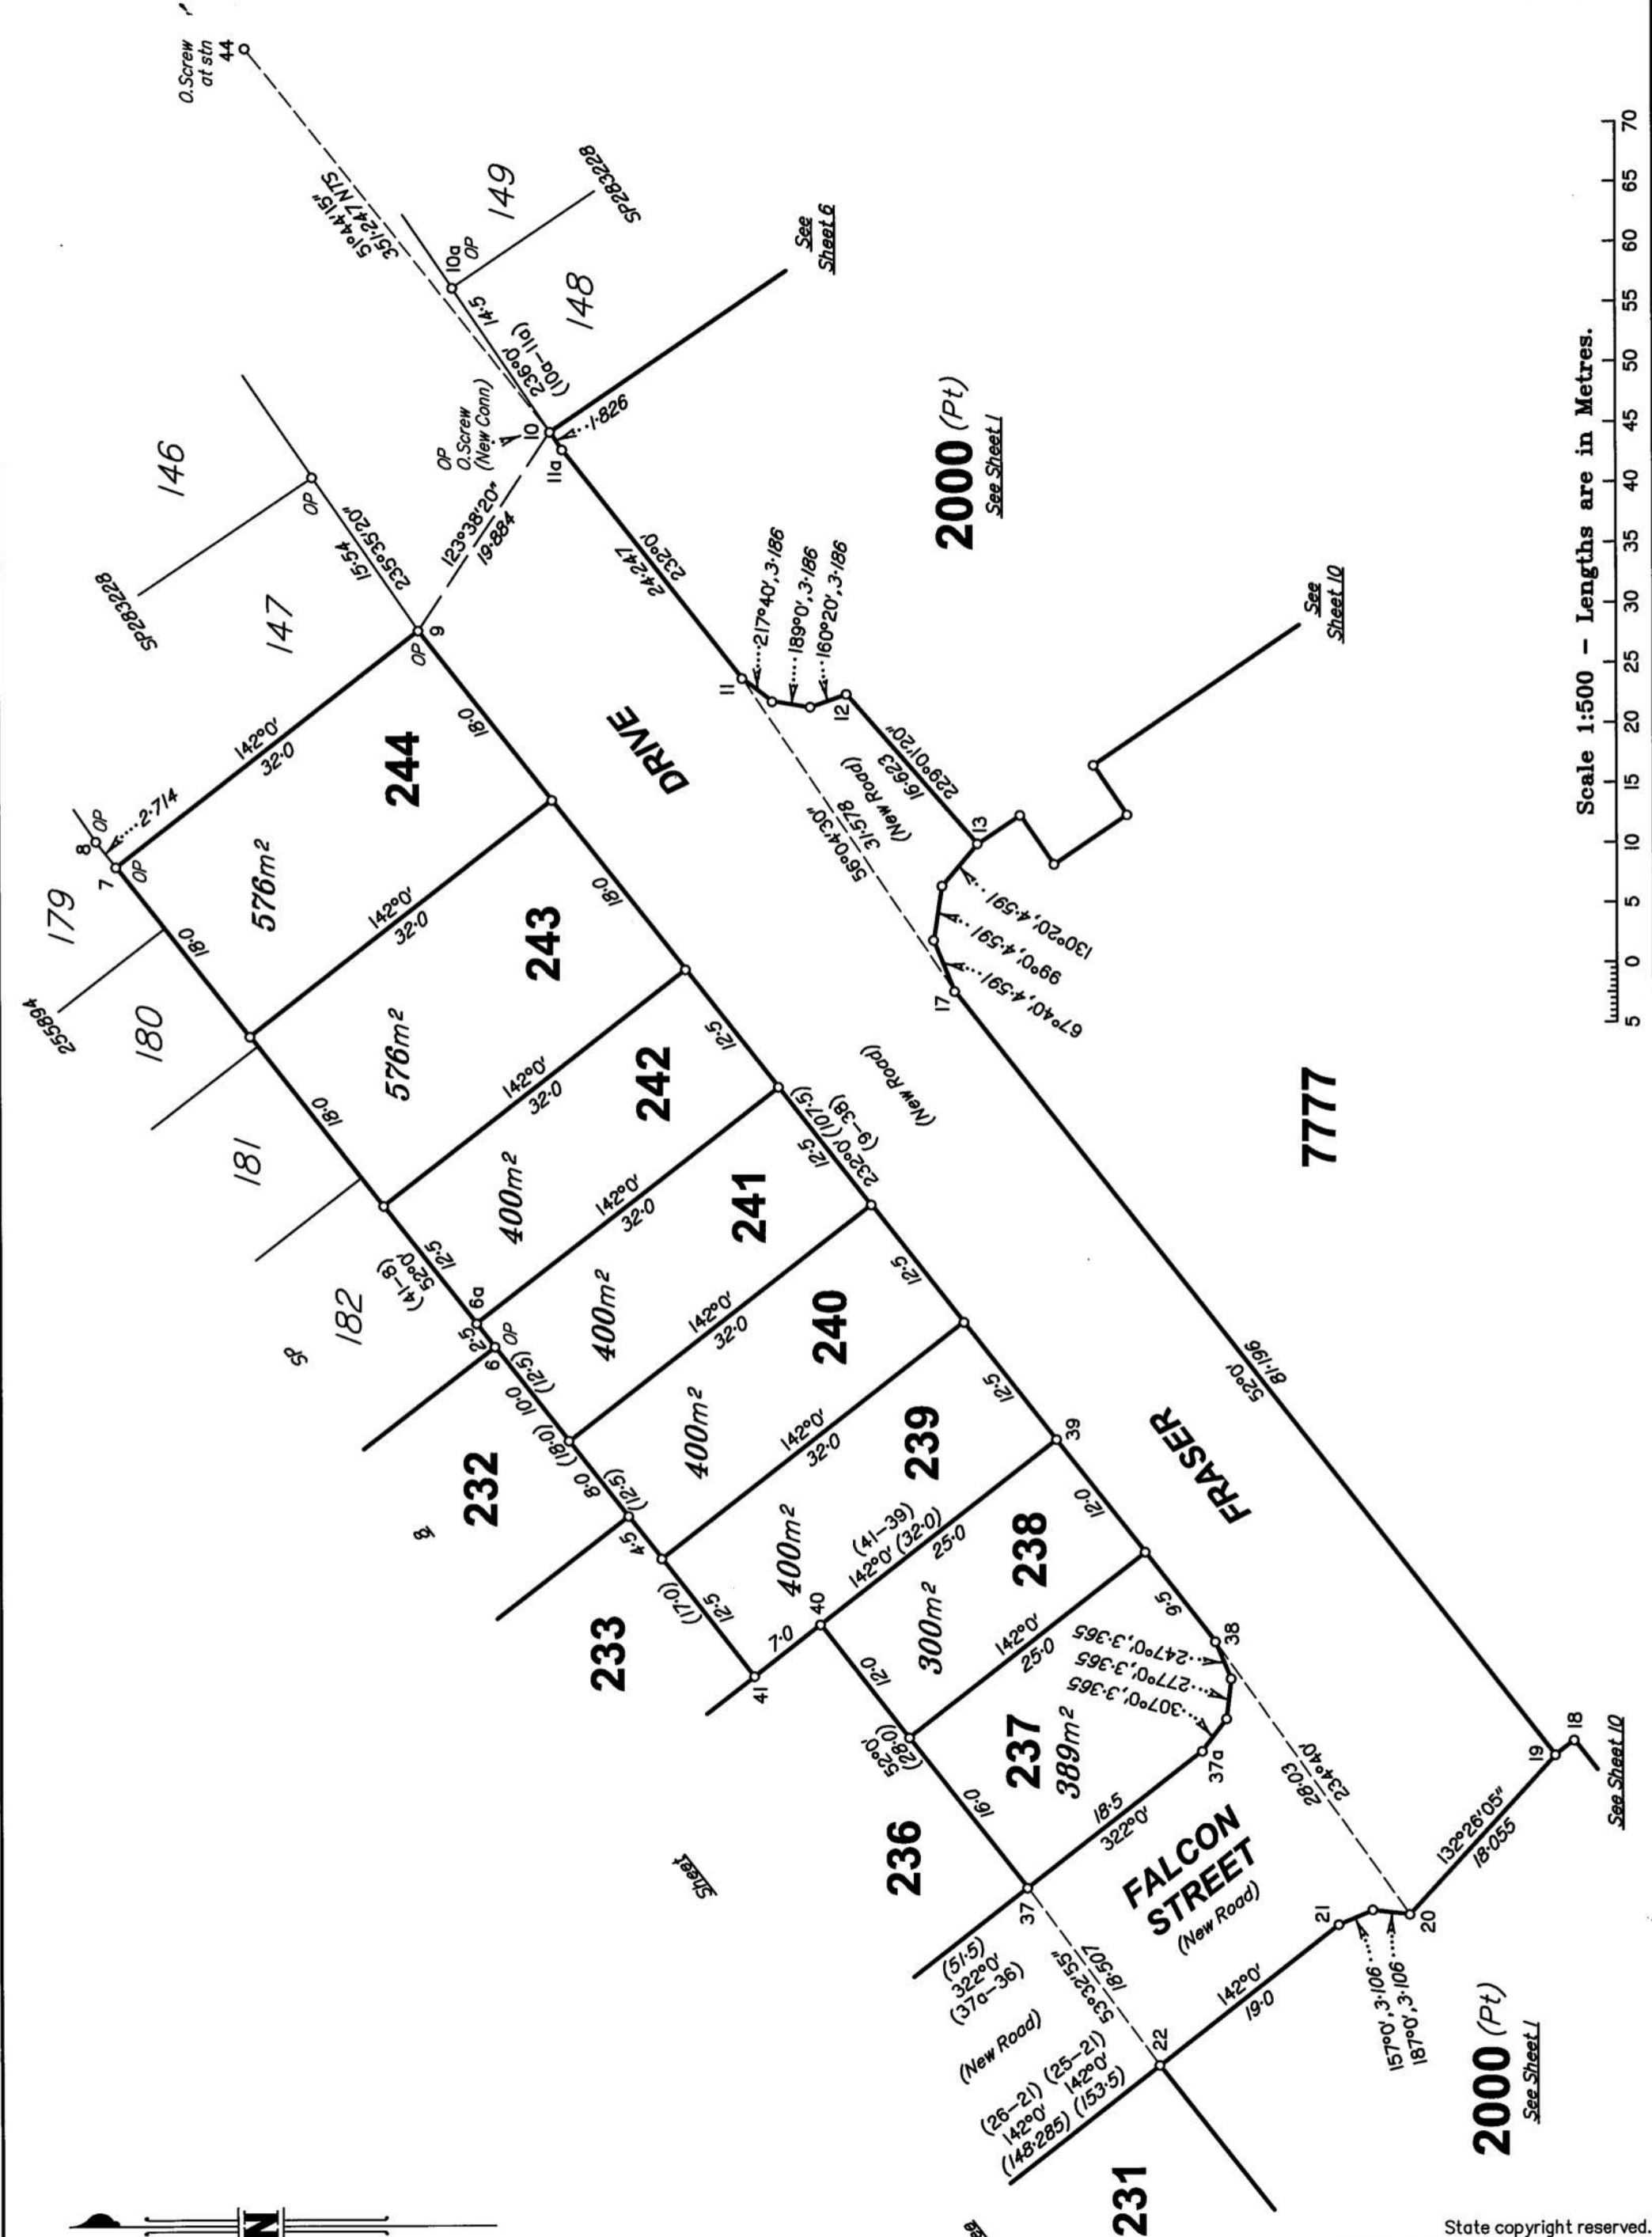 O.Screw
at stn
44
51°44'15"
351·247 NTS
149
SP283228
10a
OP
14·5
236°0'
(10a-11a)
148
See
Sheet 6
146
OP
15·54
235°35'20"
SP283228
147
OP
O.Screw
(New Conn)
10
1·826
11a
123°38'20"
19·884
OP
9
179
8
OP
7
OP
2·714
142°0'
32·0
244
576m²
18·0
18·0
255894
180
142°0'
32·0
243
576m²
18·0
18·0
181
142°0'
32·0
242
400m²
12·5
52°0'
(41-8)
12·5
SP
182
6a
2·5
6
OP
142°0'
32·0
241
400m²
(12·5)
10·0
12·5
232°0' (107·5)
(9-38)
232
(18·0)
8·0
(12·5)
142°0'
32·0
240
400m²
12·5
4·5
142°0'
32·0
239
400m²
12·5
233
(17·0)
12·5
41
7·0
40
(41-39)
142°0' (32·0)
25·0
39
238
300m²
12·0
12·0
142°0'
25·0
52°0'
(28·0)
237
389m²
16·0
9·5
38
247°0', 3·365
277°0', 3·365
307°0', 3·365
37a
18·5
322°0'
236
37
Sheet
DRIVE
FRASER
(New Road)
24·247
232°0'
11
217°40', 3·186
189°0', 3·186
160°20', 3·186
12
16·623
229°01'20"
(New Road)
56°04'30"
31·578
13
130°20', 4·591
99°0', 4·591
67°40', 4·591
17
2000 (Pt)
See Sheet 1
See
Sheet 10
7777
52°0'
81·196
19
18
See Sheet 10
132°26'05"
18·055
28·03
234°40'
20
21
157°0', 3·106
187°0', 3·106
FALCON
STREET
(New Road)
142°0'
19·0
53°32'55"
18·507
22
(51·5)
322°0'
(37a-36)
(New Road)
(26-21) (25-21)
142°0' 142°0'
(148·285) (153·5)
231
2000 (Pt)
See Sheet 1
N
Scale 1:500 - Lengths are in Metres.
5 0 5 10 15 20 25 30 35 40 45 50 55 60 65 70
State copyright reserved.